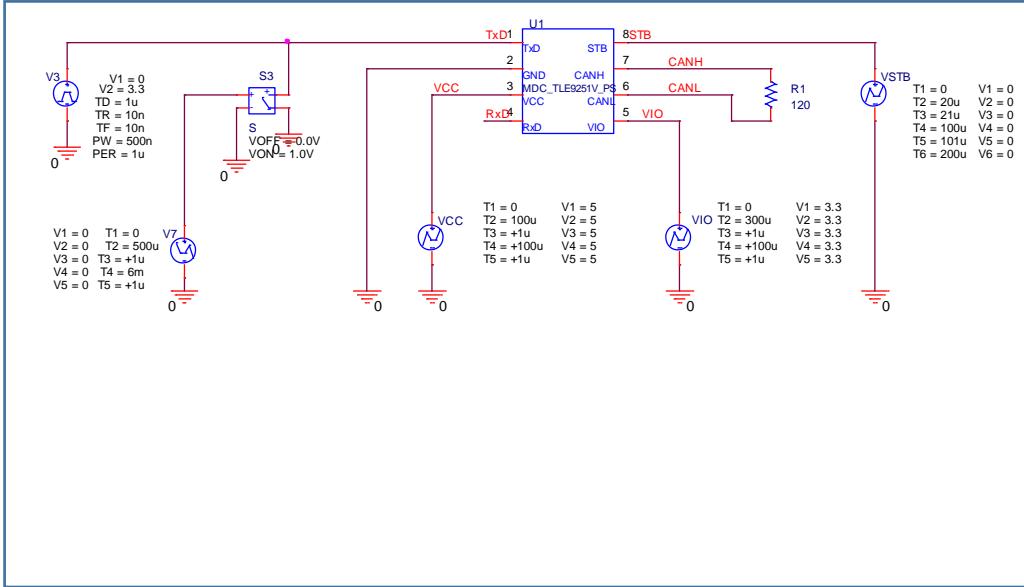 U1
TxD 1
8 STB
TxD
STB
2
7
CANH
GND
CANH
V3
V1 = 0
V2 = 3.3
TD = 1u
TR = 10n
TF = 10n
PW = 500n
PER = 1u
0
S3
S
VOFF = 0.0V
VON = 1.0V
0
0
VCC
3
MDC_TLE9251V_PS
6
CANL
VCC
CANL
RxD 4
5
VIO
RxD
VIO
R1
120
VSTB
T1 = 0 V1 = 0
T2 = 20u V2 = 0
T3 = 21u V3 = 0
T4 = 100u V4 = 0
T5 = 101u V5 = 0
T6 = 200u V6 = 0
V1 = 0 T1 = 0
V2 = 0 T2 = 500u
V3 = 0 T3 = +1u
V4 = 0 T4 = 6m
V5 = 0 T5 = +1u
V7
VCC
T1 = 0 V1 = 5
T2 = 100u V2 = 5
T3 = +1u V3 = 5
T4 = +100u V4 = 5
T5 = +1u V5 = 5
VIO
T1 = 0 V1 = 3.3
T2 = 300u V2 = 3.3
T3 = +1u V3 = 3.3
T4 = +100u V4 = 3.3
T5 = +1u V5 = 3.3
0
0
0
0
0